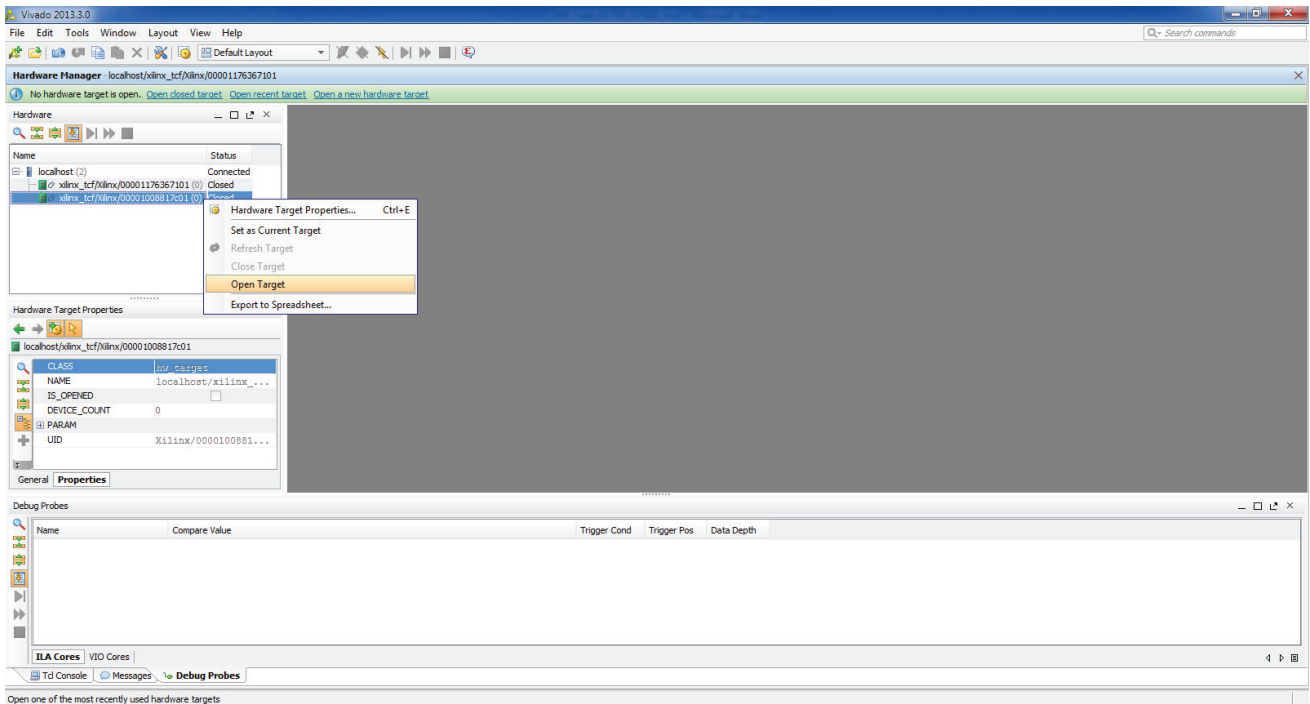 Vivado 2013.3.0
File Edit Tools Window Layout View Help
Search commands
Default Layout
Hardware Manager - localhost/xilinx_tcf/Xilinx/00001176367101
No hardware target is open. Open closed target Open recent target Open a new hardware target
Hardware
Name Status
localhost (2) Connected
xilinx_tcf/Xilinx/00001176367101 (0) Closed
xilinx_tcf/Xilinx/00001008817c01 (0) Closed
Hardware Target Properties... Ctrl+E
Set as Current Target
Refresh Target
Close Target
Open Target
Export to Spreadsheet...
Hardware Target Properties
localhost/xilinx_tcf/Xilinx/00001008817c01
CLASS hw_target
NAME localhost/xilinx_...
IS_OPENED
DEVICE_COUNT 0
PARAM
UID Xilinx/0000100881...
General Properties
Debug Probes
Name Compare Value Trigger Cond Trigger Pos Data Depth
ILA Cores VIO Cores
Tcl Console Messages Debug Probes
Open one of the most recently used hardware targets